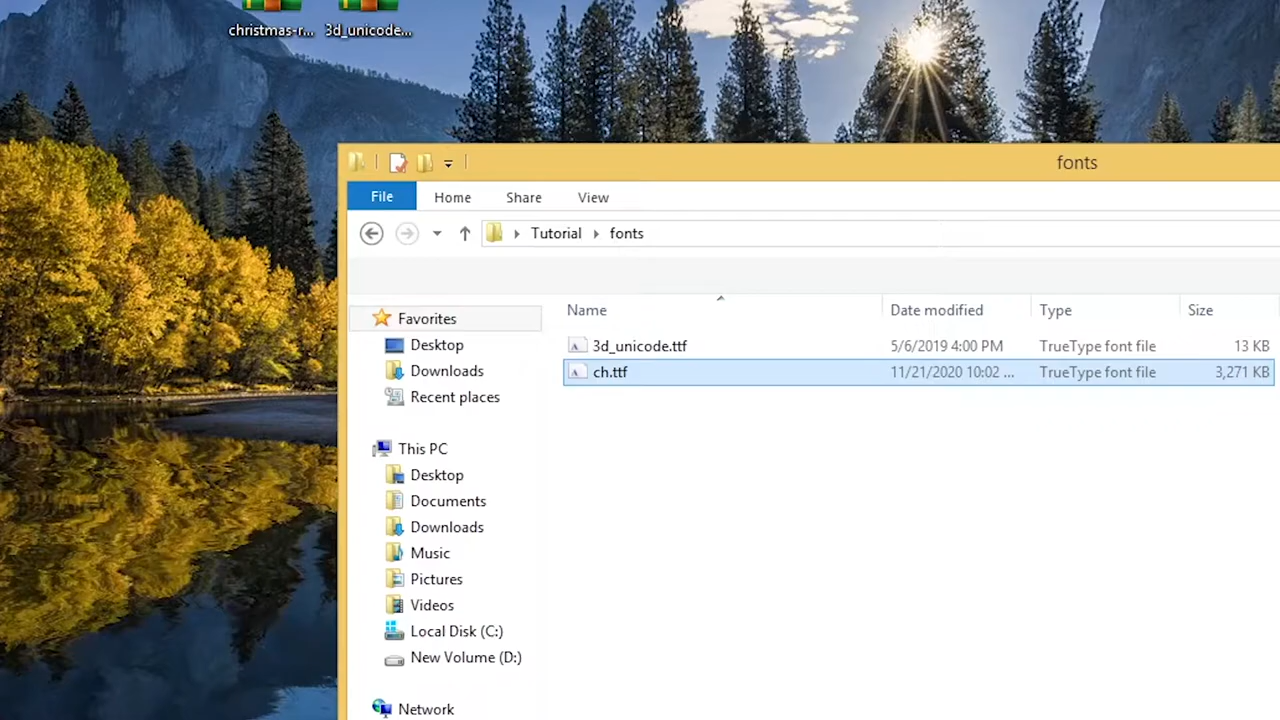 christmas-r... 3d_unicode...
fonts
File Home Share View
Tutorial fonts
Name Date modified Type Size
Favorites
3d_unicode.ttf 5/6/2019 4:00 PM TrueType font file 13 KB
Desktop
ch.ttf 11/21/2020 10:02 ... TrueType font file 3,271 KB
Downloads
Recent places
This PC
Desktop
Documents
Downloads
Music
Pictures
Videos
Local Disk (C:)
New Volume (D:)
Network